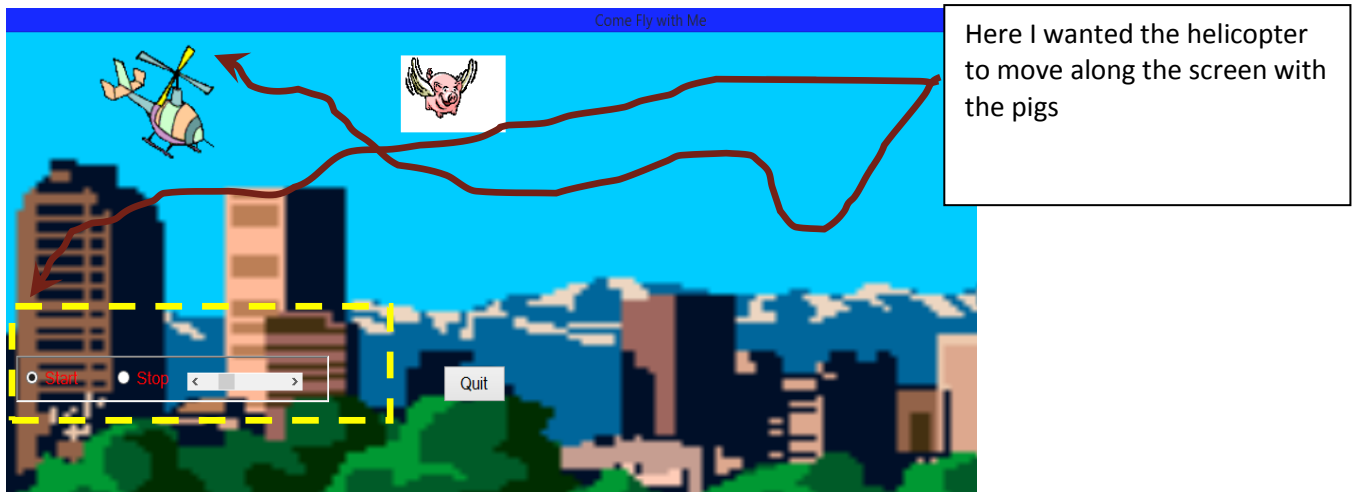 Come Fly with Me
Here I wanted the helicopter
to move along the screen with
the pigs
Start Stop
Quit